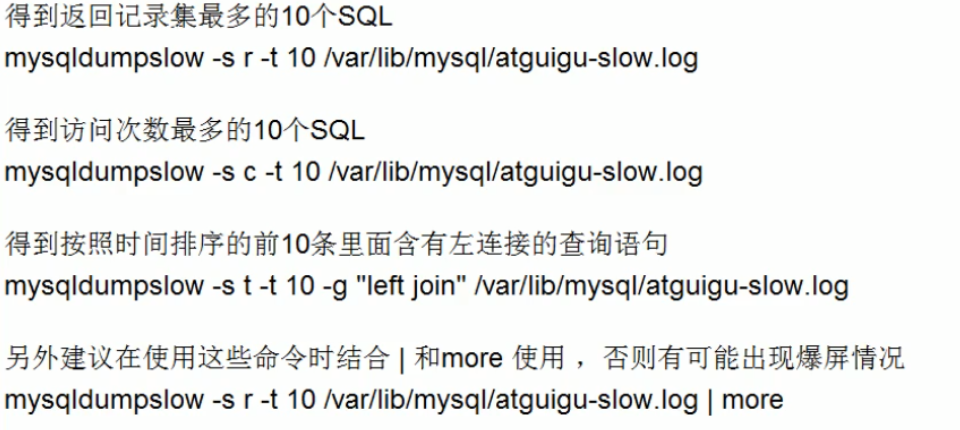 得到返回记录集最多的10个SQL
mysqldumpslow -s r -t 10 /var/lib/mysql/atguigu-slow.log
得到访问次数最多的10个SQL
mysqldumpslow -s c -t 10 /var/lib/mysql/atguigu-slow.log
得到按照时间排序的前10条里面含有左连接的查询语句
mysqldumpslow -s t -t 10 -g "left join" /var/lib/mysql/atguigu-slow.log
另外建议在使用这些命令时结合 | 和more 使用 ，否则有可能出现爆屏情况
mysqldumpslow -s r -t 10 /var/lib/mysql/atguigu-slow.log | more